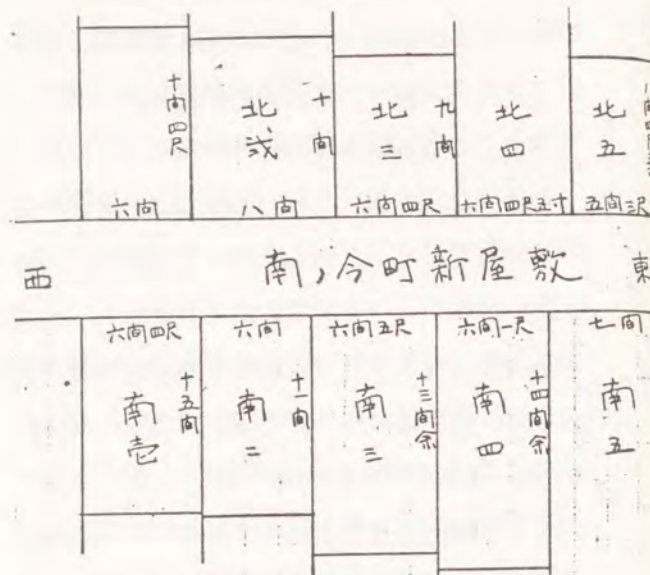 十間四尺
六間
北弐
十間
八間
北三
九間
六間四尺
北四
六間四尺五寸
北五
五間三尺
西
南ノ今町新屋敷
東
六間四尺
十五間
南壱
六間
十一間
南二
六間五尺
十三間余
南三
六間一尺
十四間余
南四
七間
南五